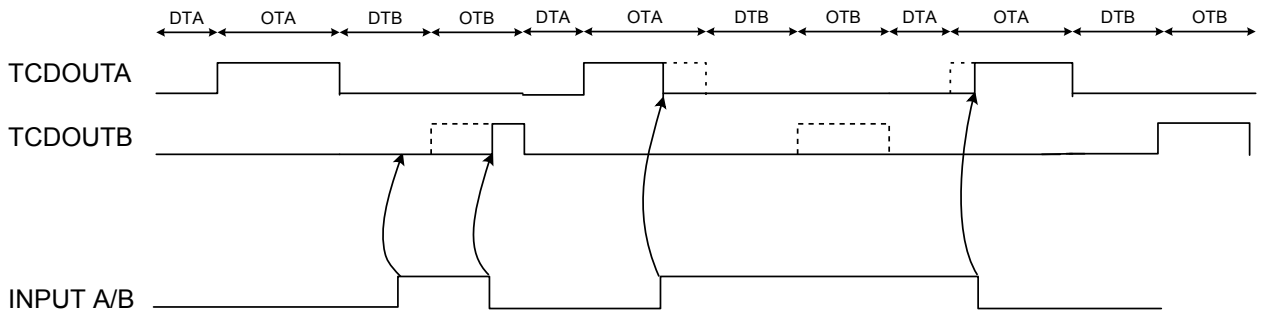 DTA OTA DTB OTB DTA OTA DTB OTB DTA OTA DTB OTB
TCDOUTA
TCDOUTB
INPUT A/B